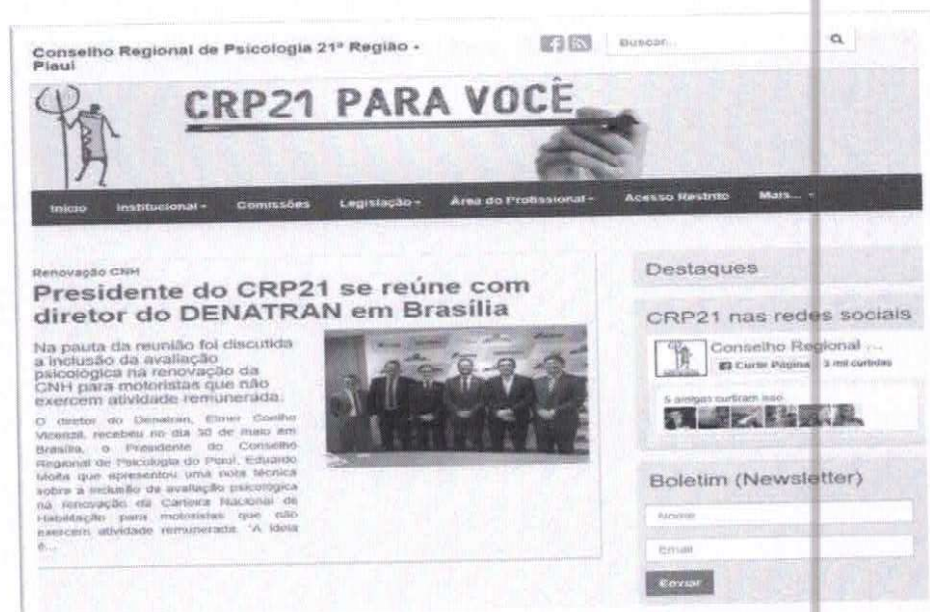 Conselho Regional de Psicologia 21ª Região -
Piauí
Buscar...
CRP21 PARA VOCÊ
Início Institucional Comissões Legislação Área do Profissional Acesso Restrito Mais...
Renovação CNH
Presidente do CRP21 se reúne com
diretor do DENATRAN em Brasília
Na pauta da reunião foi discutida
a inclusão da avaliação
psicológica na renovação da
CNH para motoristas que não
exercem atividade remunerada.
O diretor do Denatran, Elmer Coelho
Vicenzi, recebeu no dia 30 de maio em
Brasília, o Presidente do Conselho
Regional de Psicologia do Piauí, Eduardo
Moita que apresentou uma nota técnica
sobre a inclusão da avaliação psicológica
na renovação da Carteira Nacional de
Habilitação para motoristas que não
exercem atividade remunerada. "A ideia
é...
Destaques
CRP21 nas redes sociais
Conselho Regional ...
Curtir Página 3 mil curtidas
5 amigos curtiram isso
Boletim (Newsletter)
Nome
Email
Enviar